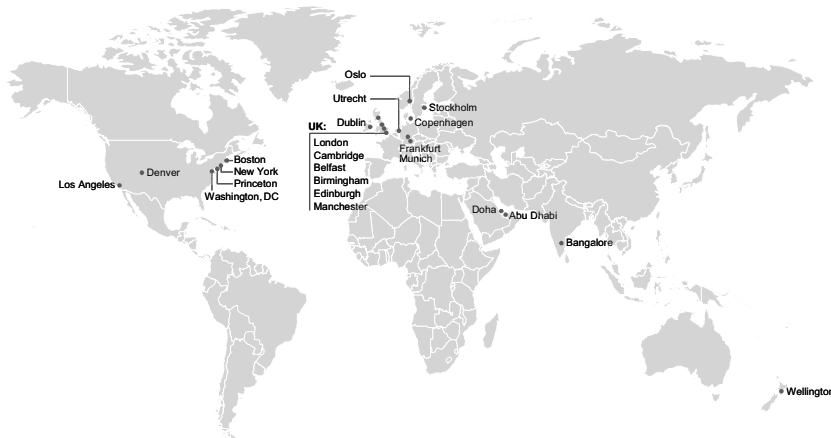 Oslo
Utrecht
Stockholm
Dublin
Copenhagen
UK:
London
Cambridge
Belfast
Birmingham
Edinburgh
Manchester
Frankfurt
Munich
Boston
New York
Princeton
Washington, DC
Denver
Los Angeles
Doha
Abu Dhabi
Bangalore
Wellington